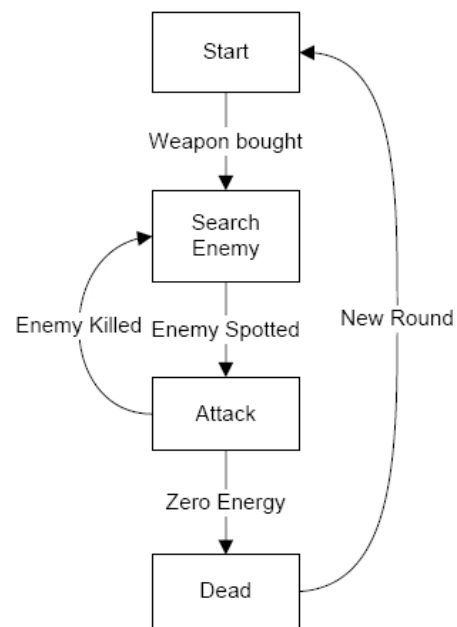 Start
Weapon bought
Search
Enemy
Enemy Killed
Enemy Spotted
New Round
Attack
Zero Energy
Dead